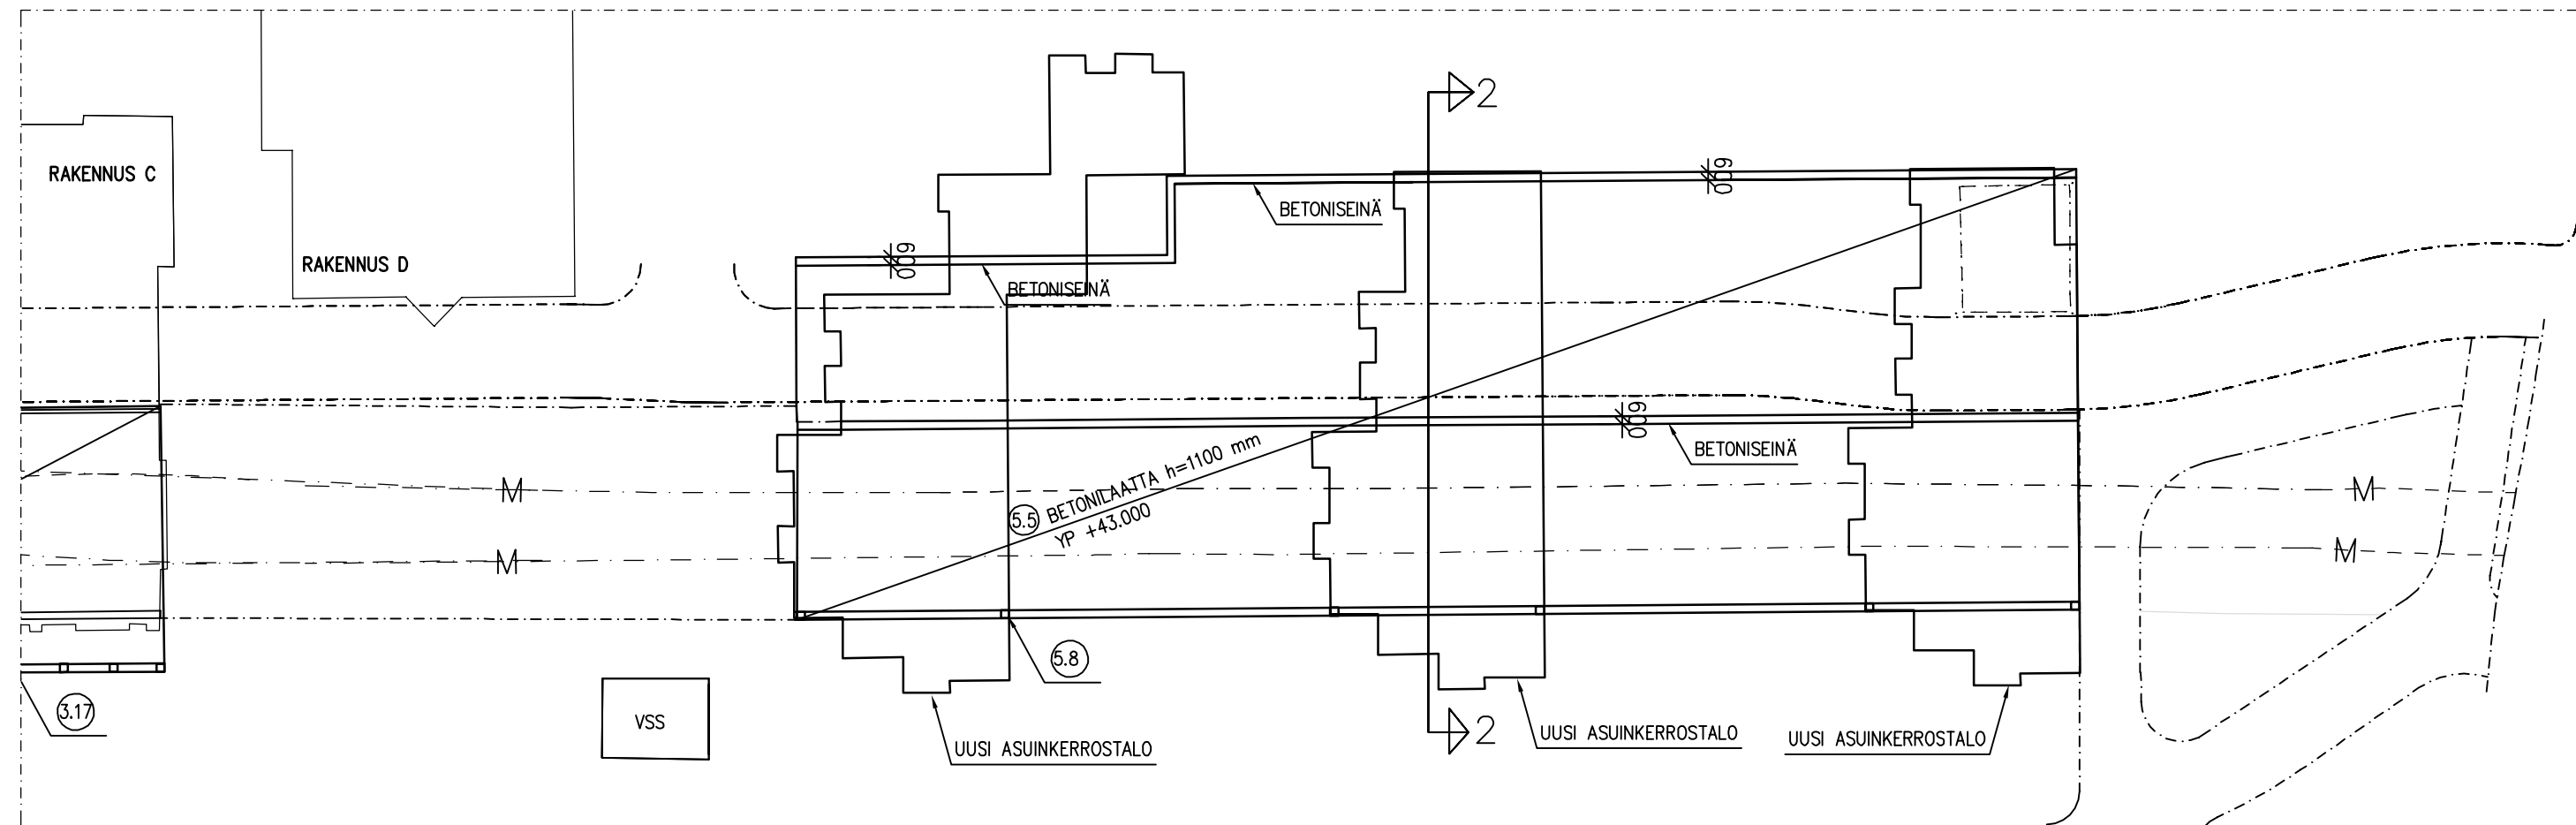 2
RAKENNUS C
600
BETONISEINÄ
600
RAKENNUS D
BETONISEINÄ
600
BETONISEINÄ
M
M
5.5 BETONILAATTA h=1100 mm
YP +43.000
M
M
5.8
3.17
VSS
2
UUSI ASUINKERROSTALO
UUSI ASUINKERROSTALO
UUSI ASUINKERROSTALO